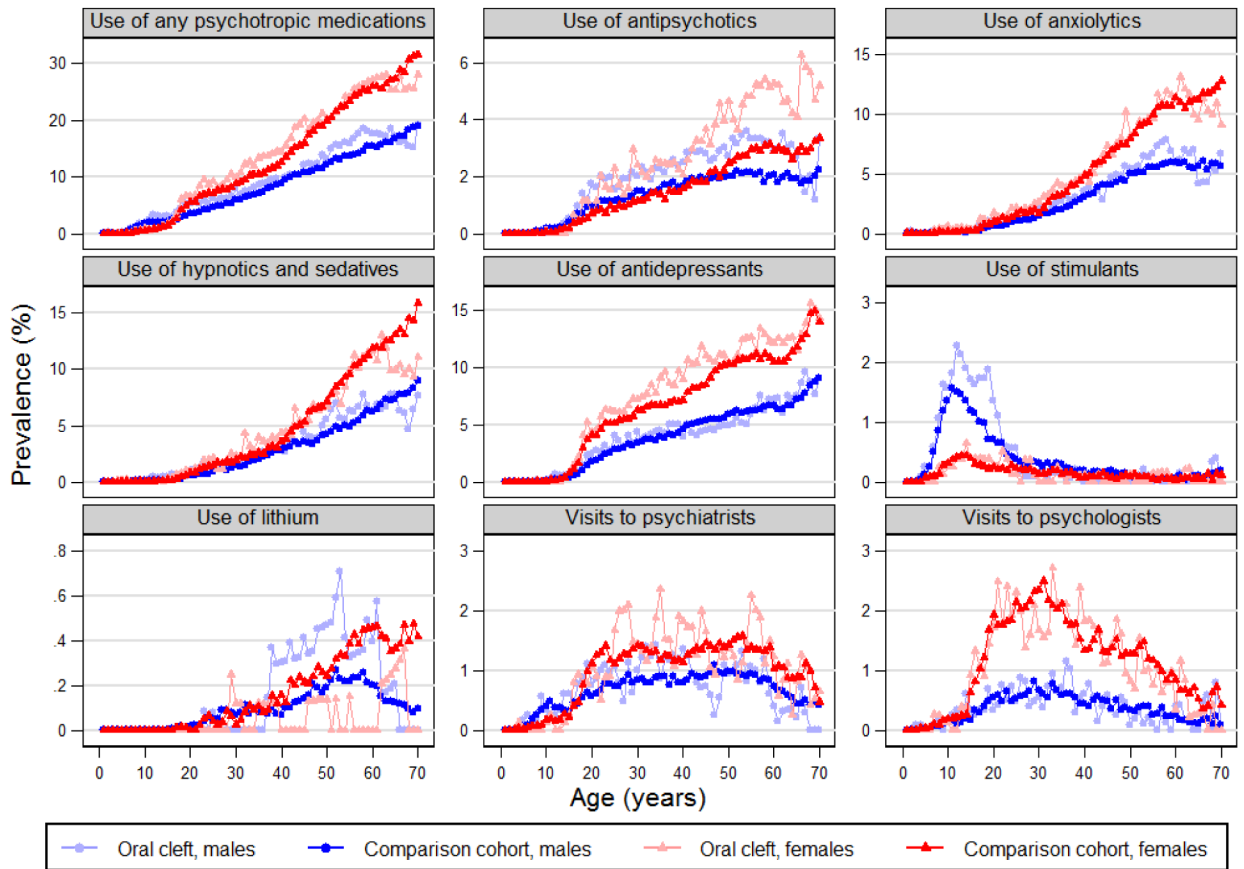 Use of any psychotropic medications
Use of antipsychotics
Use of anxiolytics
30
20
10
0
6
4
2
0
15
10
5
0
Use of hypnotics and sedatives
Use of antidepressants
Use of stimulants
15
10
5
0
15
10
5
0
3
2
1
0
Prevalence (%)
Use of lithium
Visits to psychiatrists
Visits to psychologists
.8
.6
.4
.2
0
3
2
1
0
3
2
1
0
0 10 20 30 40 50 60 70
0 10 20 30 40 50 60 70
0 10 20 30 40 50 60 70
Age (years)
Oral cleft, males Comparison cohort, males Oral cleft, females Comparison cohort, females